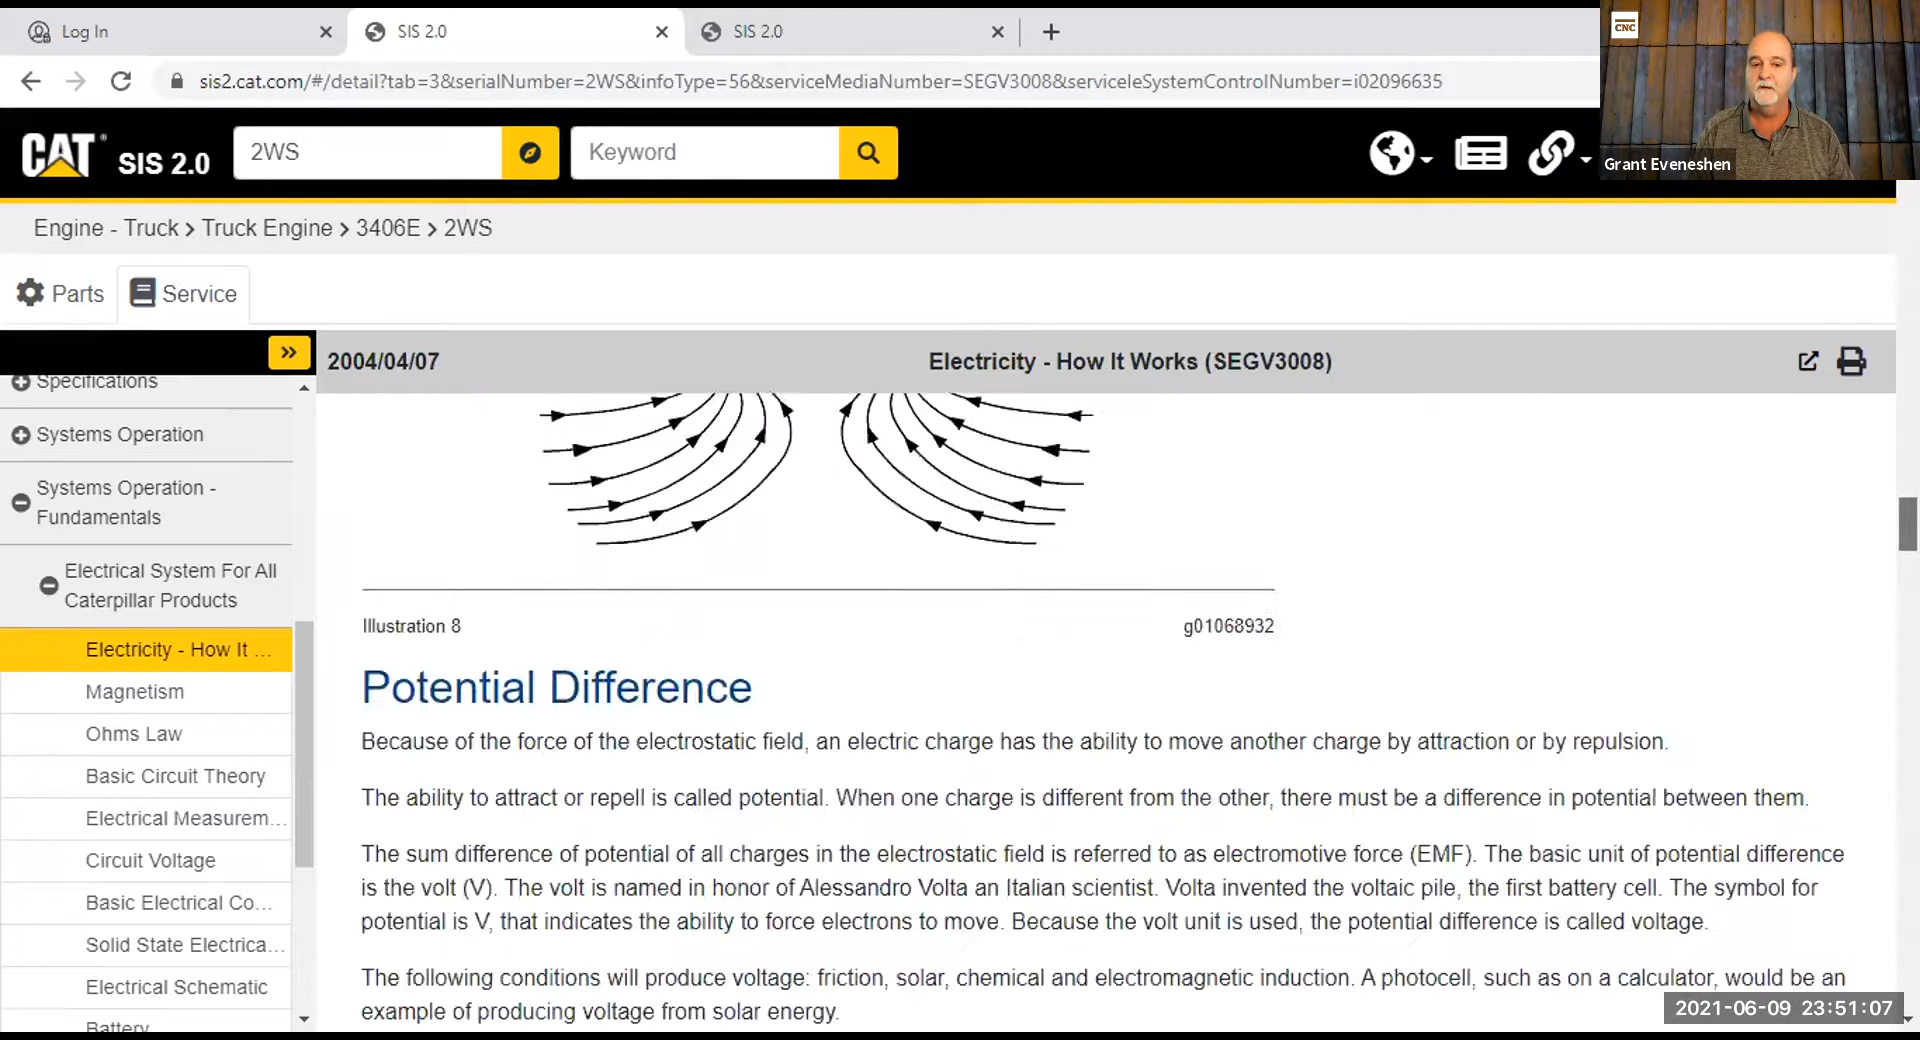 Log In
SIS 2.0
SIS 2.0
sis2.cat.com/#/detail?tab=3&serialNumber=2WS&infoType=56&serviceMediaNumber=SEGV3008&serviceIeSystemControlNumber=i02096635
CNC
Grant Eveneshen
CAT SIS 2.0
2WS
Keyword
Engine - Truck > Truck Engine > 3406E > 2WS
Parts
Service
2004/04/07
Electricity - How It Works (SEGV3008)
Specifications
Systems Operation
Systems Operation -
Fundamentals
Electrical System For All
Caterpillar Products
Electricity - How It ...
Magnetism
Ohms Law
Basic Circuit Theory
Electrical Measurem...
Circuit Voltage
Basic Electrical Co...
Solid State Electrica...
Electrical Schematic
Battery
Illustration 8
g01068932
Potential Difference
Because of the force of the electrostatic field, an electric charge has the ability to move another charge by attraction or by repulsion.
The ability to attract or repell is called potential. When one charge is different from the other, there must be a difference in potential between them.
The sum difference of potential of all charges in the electrostatic field is referred to as electromotive force (EMF). The basic unit of potential difference
is the volt (V). The volt is named in honor of Alessandro Volta an Italian scientist. Volta invented the voltaic pile, the first battery cell. The symbol for
potential is V, that indicates the ability to force electrons to move. Because the volt unit is used, the potential difference is called voltage.
The following conditions will produce voltage: friction, solar, chemical and electromagnetic induction. A photocell, such as on a calculator, would be an
example of producing voltage from solar energy.
2021-06-09 23:51:07